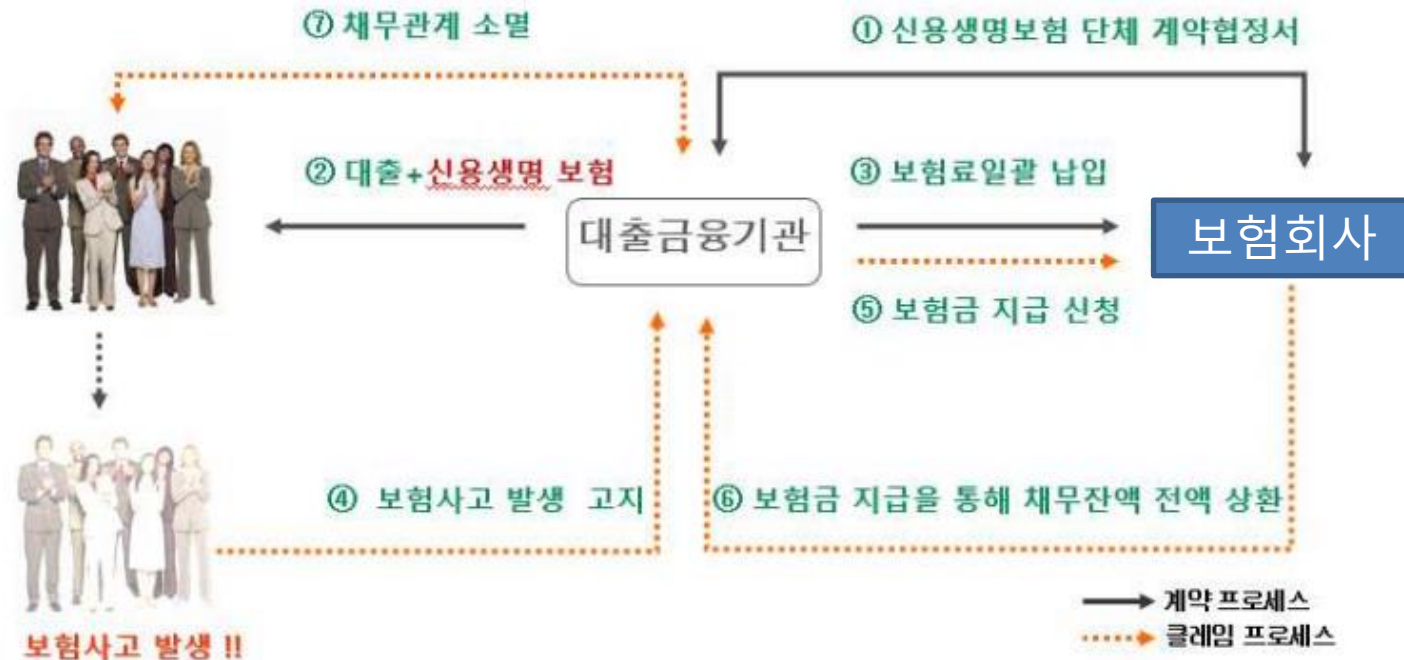 ⑦ 채무관계 소멸
① 신용생명보험 단체 계약협정서
② 대출+신용생명 보험
③ 보험료일괄 납입
대출금융기관
보험회사
⑤ 보험금 지급 신청
④ 보험사고 발생 고지
⑥ 보험금 지급을 통해 채무잔액 전액 상환
계약 프로세스
클레임 프로세스
보험사고 발생 !!